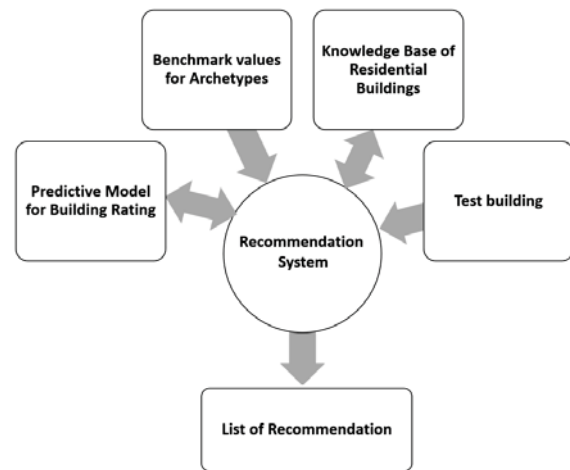 Benchmark values
for Archetypes
Knowledge Base of
Residential
Buildings
Predictive Model
for Building Rating
Test building
Recommendation
System
List of Recommendation